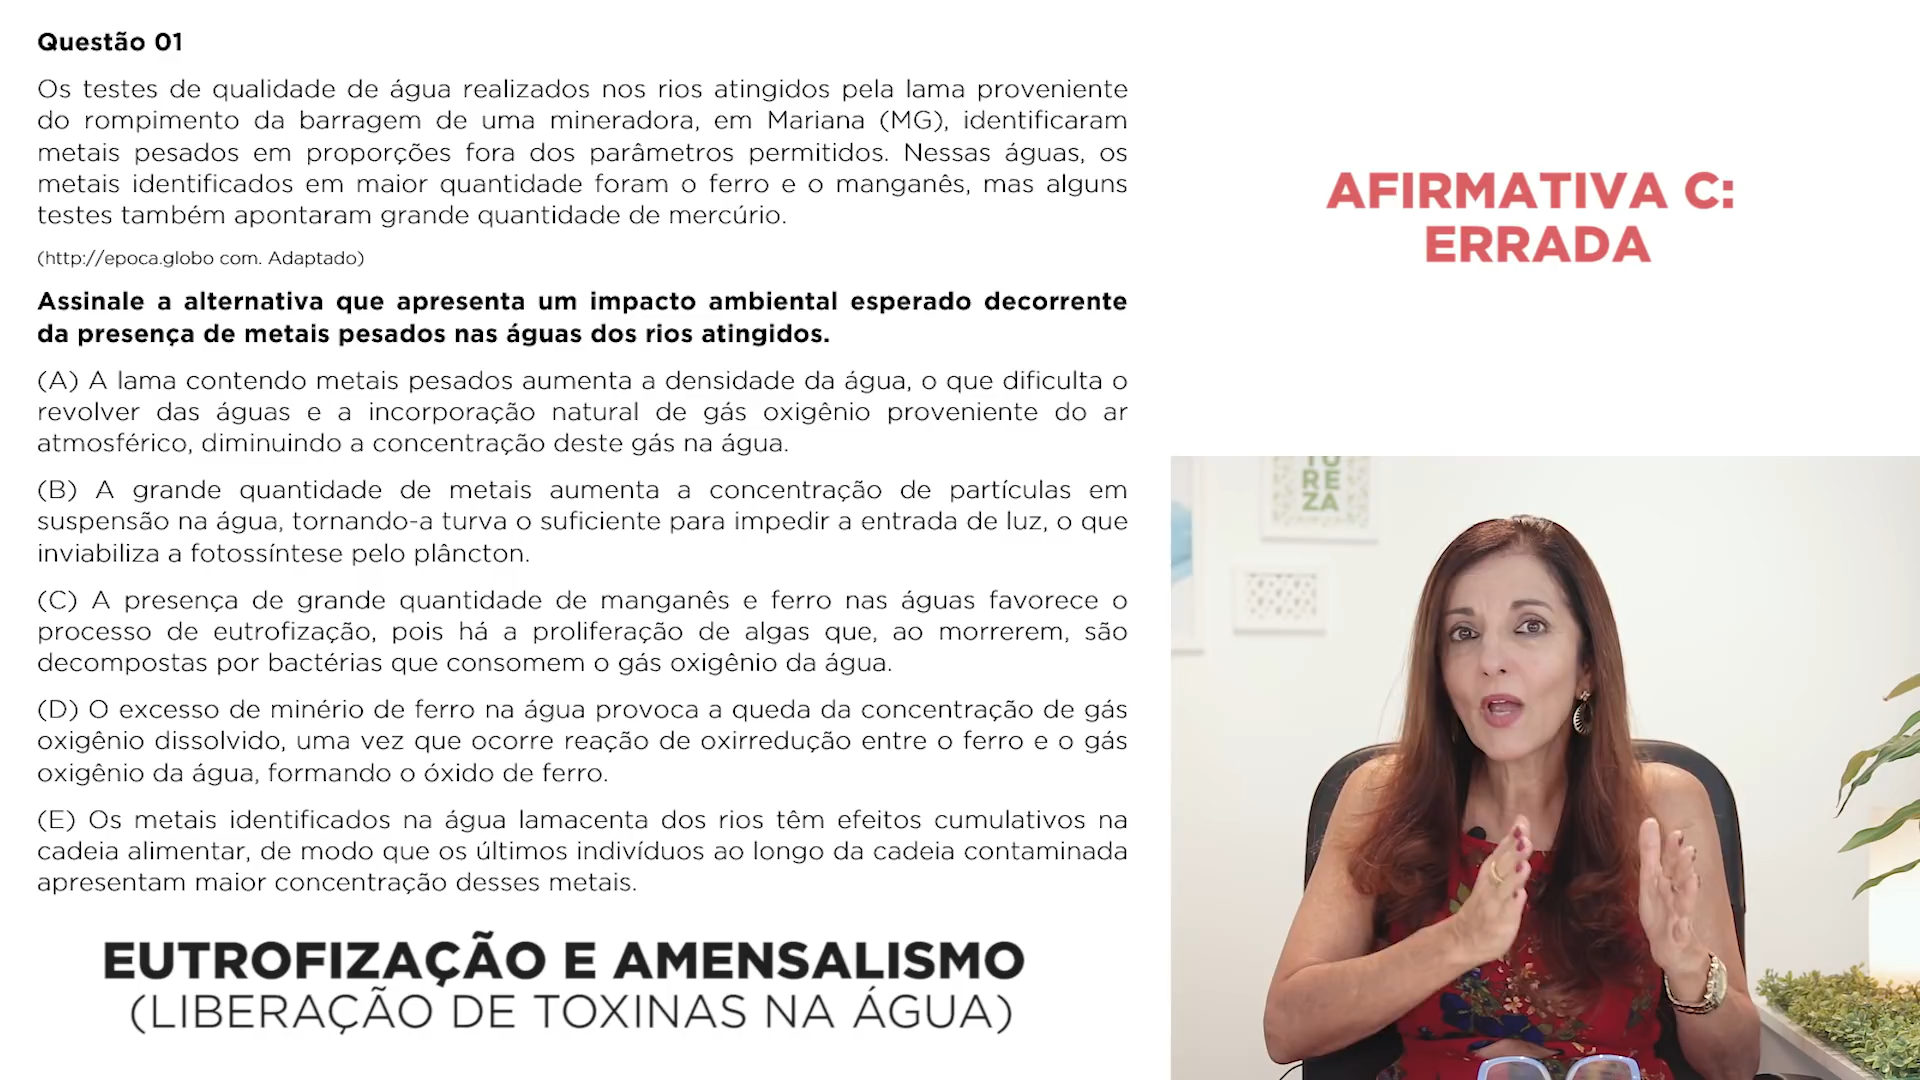 Questão 01
Os testes de qualidade de água realizados nos rios atingidos pela lama proveniente
do rompimento da barragem de uma mineradora, em Mariana (MG), identificaram
metais pesados em proporções fora dos parâmetros permitidos. Nessas águas, os
metais identificados em maior quantidade foram o ferro e o manganês, mas alguns
testes também apontaram grande quantidade de mercúrio.
(http://epoca.globo com. Adaptado)
Assinale a alternativa que apresenta um impacto ambiental esperado decorrente
da presença de metais pesados nas águas dos rios atingidos.
(A) A lama contendo metais pesados aumenta a densidade da água, o que dificulta o
revolver das águas e a incorporação natural de gás oxigênio proveniente do ar
atmosférico, diminuindo a concentração deste gás na água.
(B) A grande quantidade de metais aumenta a concentração de partículas em
suspensão na água, tornando-a turva o suficiente para impedir a entrada de luz, o que
inviabiliza a fotossíntese pelo plâncton.
(C) A presença de grande quantidade de manganês e ferro nas águas favorece o
processo de eutrofização, pois há a proliferação de algas que, ao morrerem, são
decompostas por bactérias que consomem o gás oxigênio da água.
(D) O excesso de minério de ferro na água provoca a queda da concentração de gás
oxigênio dissolvido, uma vez que ocorre reação de oxirredução entre o ferro e o gás
oxigênio da água, formando o óxido de ferro.
(E) Os metais identificados na água lamacenta dos rios têm efeitos cumulativos na
cadeia alimentar, de modo que os últimos indivíduos ao longo da cadeia contaminada
apresentam maior concentração desses metais.
EUTROFIZAÇÃO E AMENSALISMO
(LIBERAÇÃO DE TOXINAS NA ÁGUA)
AFIRMATIVA C:
ERRADA
TU
RE
ZA